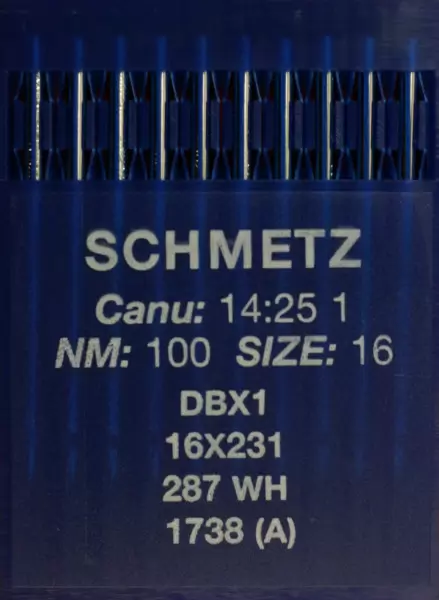 SCHMETZ
Canu: 14:25 1
NM: 100 SIZE: 16
DBX1
16X231
287 WH
1738 (A)